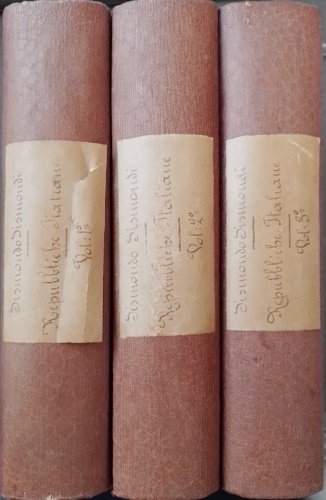 Sismondo Sismondi
Repubbliche Italiane
Vol: 1º
Sismondo Sismondi
Repubbliche Italiane
Vol: 2º
Sismondo Sismondi
Repubbliche Italiane
Vol: 3º